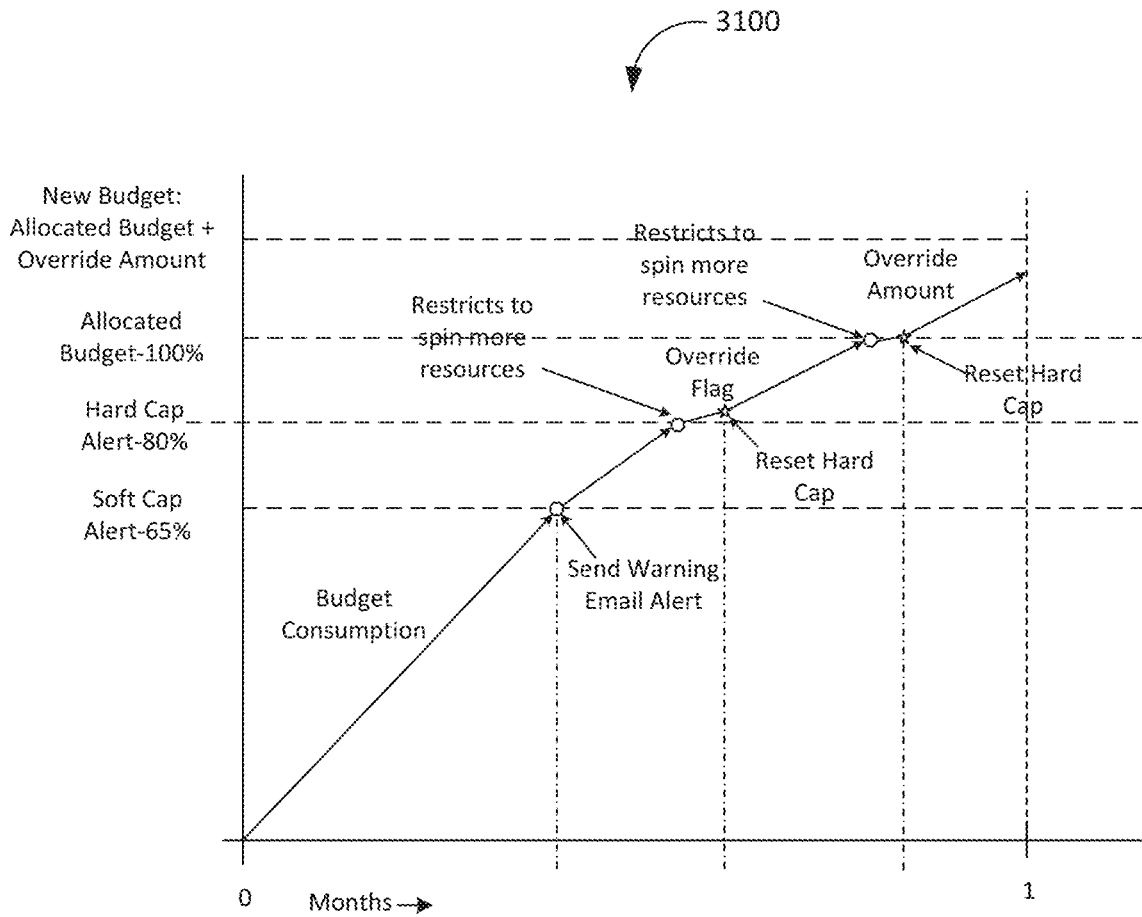 3100
New Budget:
Allocated Budget +
Override Amount
Restricts to
spin more
resources
Override
Amount
Allocated
Budget-100%
Restricts to
spin more
resources
Override
Flag
Reset Hard
Cap
Hard Cap
Alert-80%
Reset Hard
Cap
Soft Cap
Alert-65%
Send Warning
Email Alert
Budget
Consumption
0
Months
1